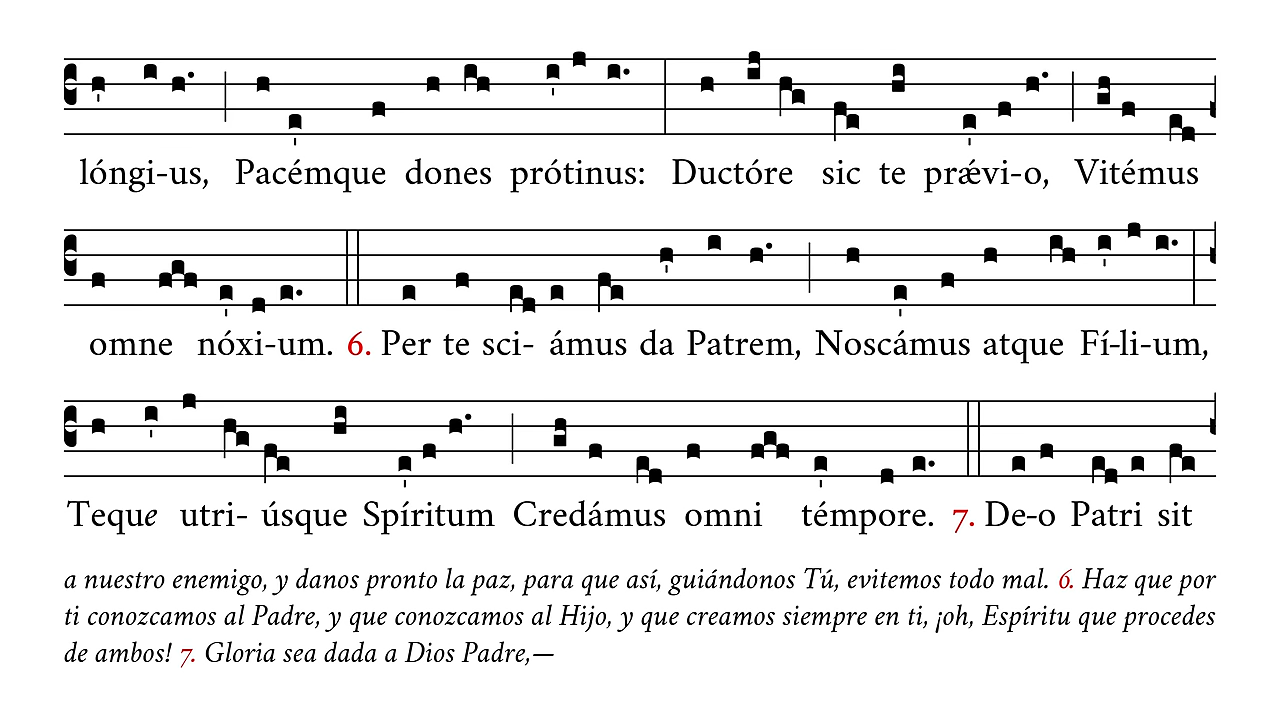 lóngi-us, Pacémque dones prótinus: Ductóre sic te prǽvi-o, Vitémus
omne nóxi-um. 6. Per te sci- ámus da Patrem, Noscámus atque Fí-li-um,
Teque utri- úsque Spíritum Credámus omni témpore. 7. De-o Patri sit
a nuestro enemigo, y danos pronto la paz, para que así, guiándonos Tú, evitemos todo mal. 6. Haz que por
ti conozcamos al Padre, y que conozcamos al Hijo, y que creamos siempre en ti, ¡oh, Espíritu que procedes
de ambos! 7. Gloria sea dada a Dios Padre,—